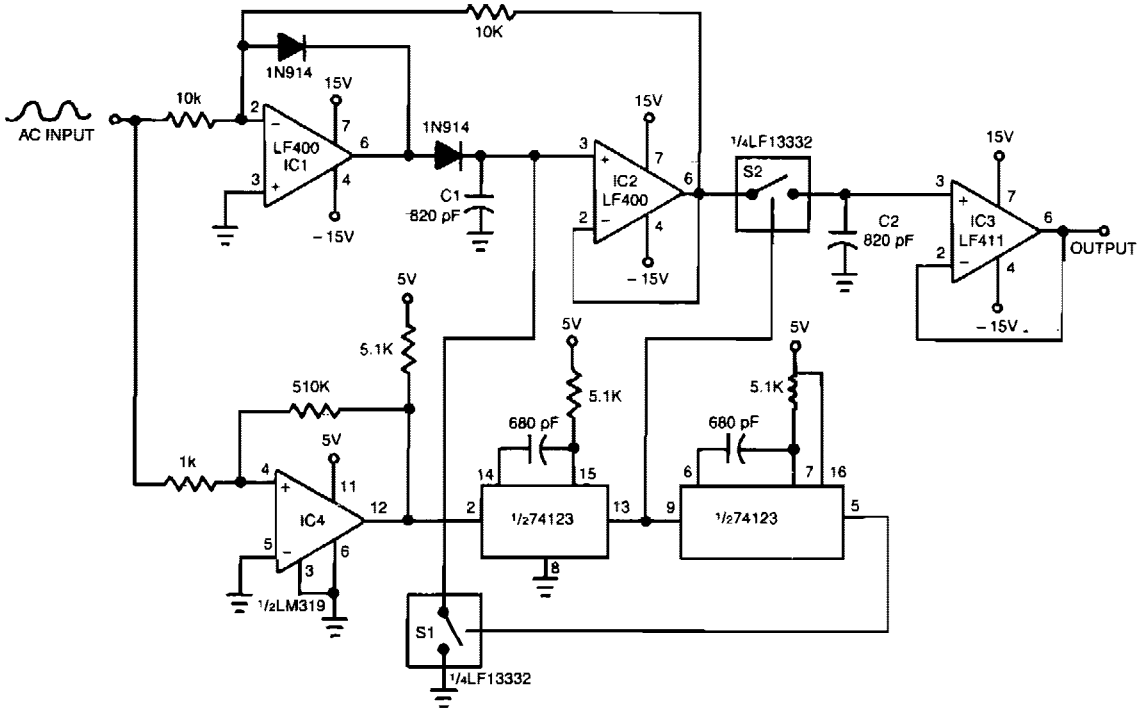 10K
1N914
15V
10k
2
−
7
AC INPUT
LF400
IC1
6
1N914
3
+
4
−15V
C1
820 pF
15V
3
+
7
IC2
LF400
6
2
−
4
−15V
1/4LF13332
S2
C2
820 pF
15V
3
+
7
IC3
LF411
6
OUTPUT
2
−
4
−15V
5V
5.1K
510K
1k
5V
4
+
11
IC4
12
5
−
6
3
1/2LM319
5V
5.1K
680 pF
14
15
2
1/274123
13
8
5V
5.1K
680 pF
6
7
16
9
1/274123
5
S1
1/4LF13332